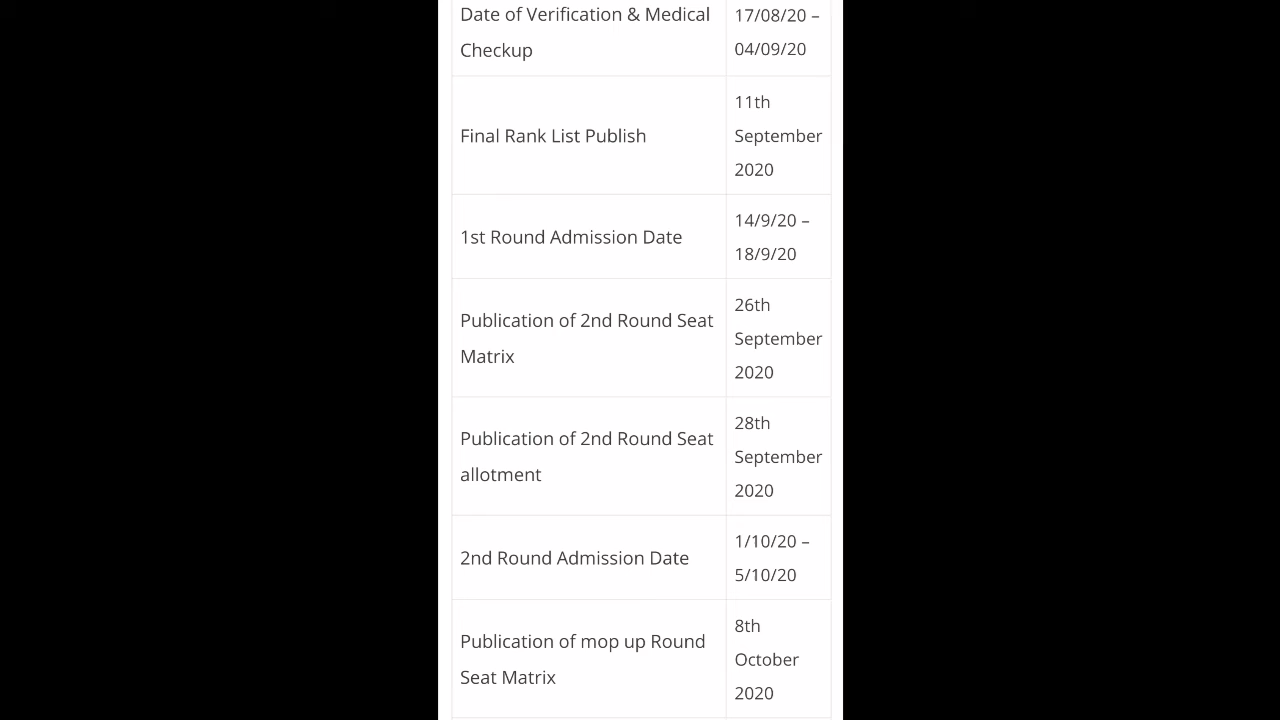 Date of Verification & Medical
Checkup
17/08/20 –
04/09/20
Final Rank List Publish
11th
September
2020
1st Round Admission Date
14/9/20 –
18/9/20
Publication of 2nd Round Seat
Matrix
26th
September
2020
Publication of 2nd Round Seat
allotment
28th
September
2020
2nd Round Admission Date
1/10/20 –
5/10/20
Publication of mop up Round
Seat Matrix
8th
October
2020